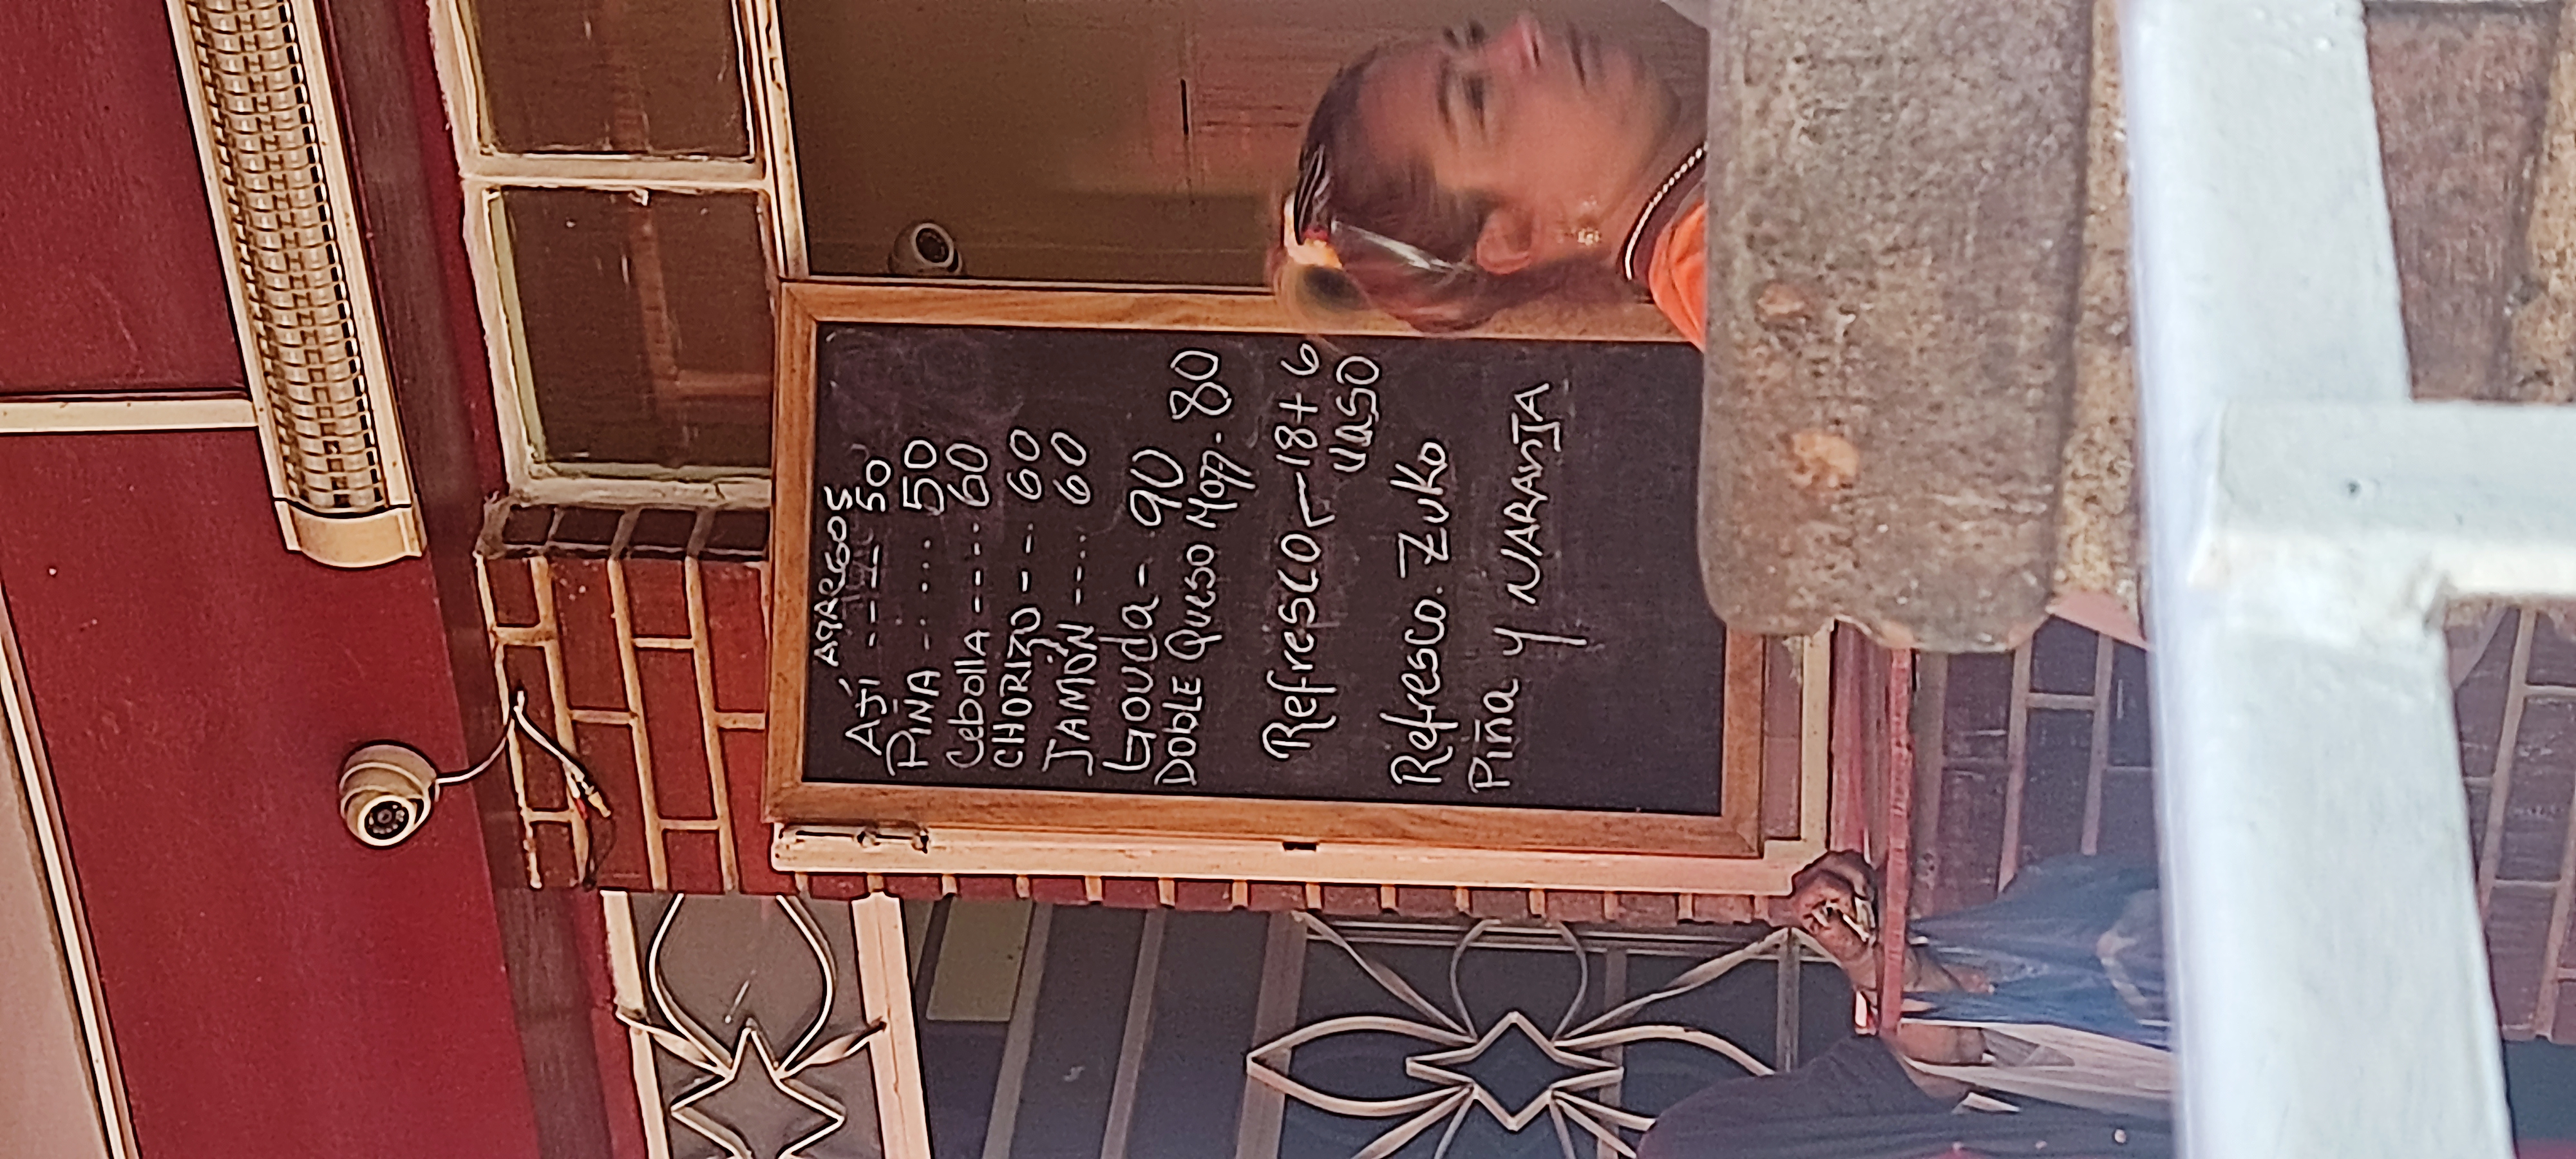 AgAREGOS
Ají ---- 50
PIÑA - - ... 50
Cebolla ---- 60
CHORIZO - - - 60
JAMÓN ---- 60
Gouda - 90
DOBLE QUESO Mozz - 80
Refresco - 18 + 6
VASO
Refresco. Zuko
Piña y NARANJA